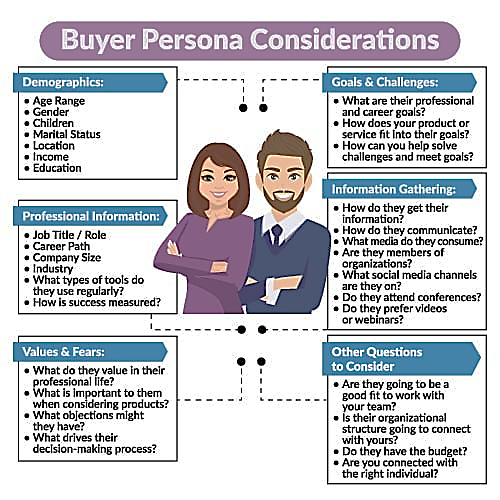 Buyer Persona Considerations
Demographics:
• Age Range
• Gender
• Children
• Marital Status
• Location
• Income
• Education
Professional Information:
• Job Title / Role
• Career Path
• Company Size
• Industry
• What types of tools do
they use regularly?
• How is success measured?
Values & Fears:
• What do they value in their
professional life?
• What is important to them
when considering products?
• What objections might
they have?
• What drives their
decision-making process?
Goals & Challenges:
• What are their professional
and career goals?
• How does your product or
service fit into their goals?
• How can you help solve
challenges and meet goals?
Information Gathering:
• How do they get their
information?
• How do they communicate?
• What media do they consume?
• Are they members of
organizations?
• What social media channels
are they on?
• Do they attend conferences?
• Do they prefer videos
or webinars?
Other Questions
to Consider
• Are they going to be a
good fit to work with
your team?
• Is their organizational
structure going to connect
with yours?
• Do they have the budget?
• Are you connected with
the right individual?